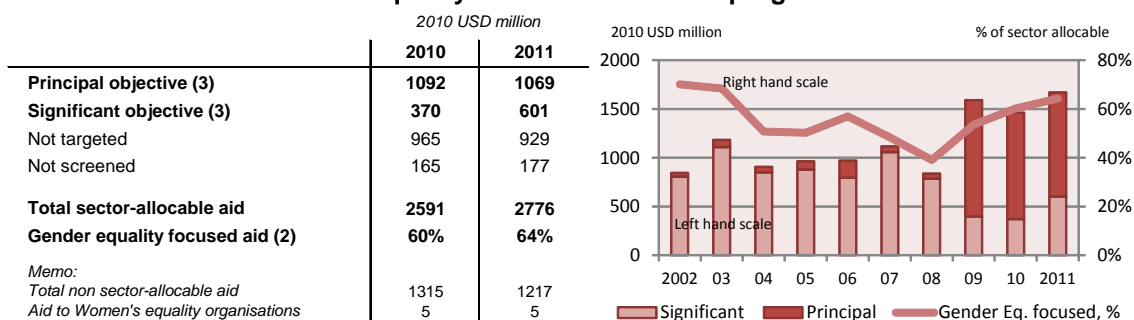 2010 USD million
2010 2011
Principal objective (3) 1092 1069
Significant objective (3) 370 601
Not targeted 965 929
Not screened 165 177
Total sector-allocable aid 2591 2776
Gender equality focused aid (2) 60% 64%
Memo:
Total non sector-allocable aid 1315 1217
Aid to Women's equality organisations 5 5
2010 USD million % of sector allocable
2000 80%
Right hand scale
1500 60%
1000 40%
500 20%
Left hand scale
0 0%
2002 03 04 05 06 07 08 09 10 2011
Significant Principal Gender Eq. focused, %